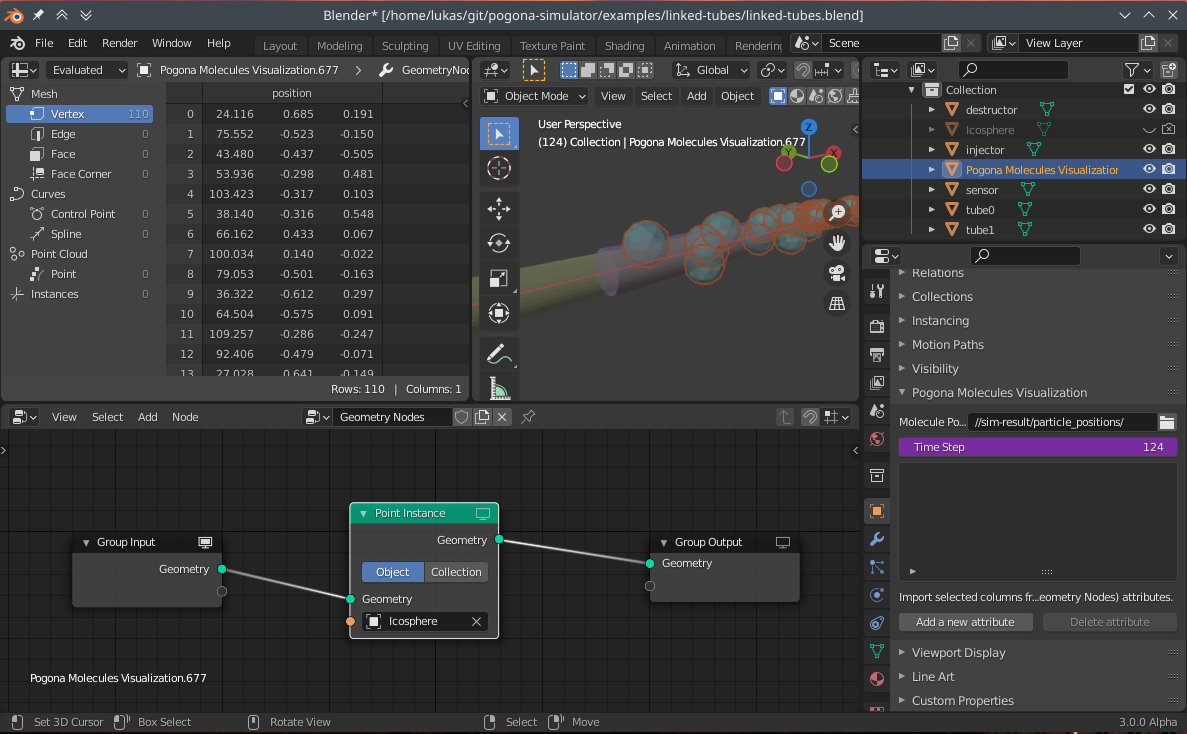 Blender* [/home/lukas/git/pogona-simulator/examples/linked-tubes/linked-tubes.blend]
File Edit Render Window Help Layout Modeling Sculpting UV Editing Texture Paint Shading Animation Rendering Scene View Layer
Evaluated Pogona Molecules Visualization.677 GeometryNoo
Mesh
Vertex 110
Edge 0
Face 0
Face Corner 0
Curves
Control Point 0
Spline 0
Point Cloud
Point 0
Instances 0
position
0 24.116 0.685 0.191
1 75.552 -0.523 -0.150
2 43.480 -0.437 -0.505
3 53.936 -0.298 0.481
4 103.423 -0.317 0.103
5 38.140 -0.316 0.548
6 66.162 0.433 0.067
7 100.034 0.140 -0.022
8 79.053 -0.501 -0.163
9 36.322 -0.612 0.297
10 64.504 -0.575 0.091
11 109.257 -0.286 -0.247
12 92.406 -0.479 -0.071
13 27.028 0.641 -0.149
Rows: 110 | Columns: 1
Global
Object Mode View Select Add Object
User Perspective
(124) Collection | Pogona Molecules Visualization.677
Z
Y
X
Collection
destructor
Icosphere
injector
Pogona Molecules Visualization
sensor
tube0
tube1
Relations
Collections
Instancing
Motion Paths
Visibility
Pogona Molecules Visualization
Molecule Po... //sim-result/particle_positions/
Time Step 124
Import selected columns fr...eometry Nodes) attributes.
Add a new attribute Delete attribute
Viewport Display
Line Art
Custom Properties
View Select Add Node Geometry Nodes
Group Input
Geometry
Point Instance
Geometry
Object Collection
Geometry
Icosphere
Group Output
Geometry
Pogona Molecules Visualization.677
Set 3D Cursor Box Select Rotate View Select Move 3.0.0 Alpha